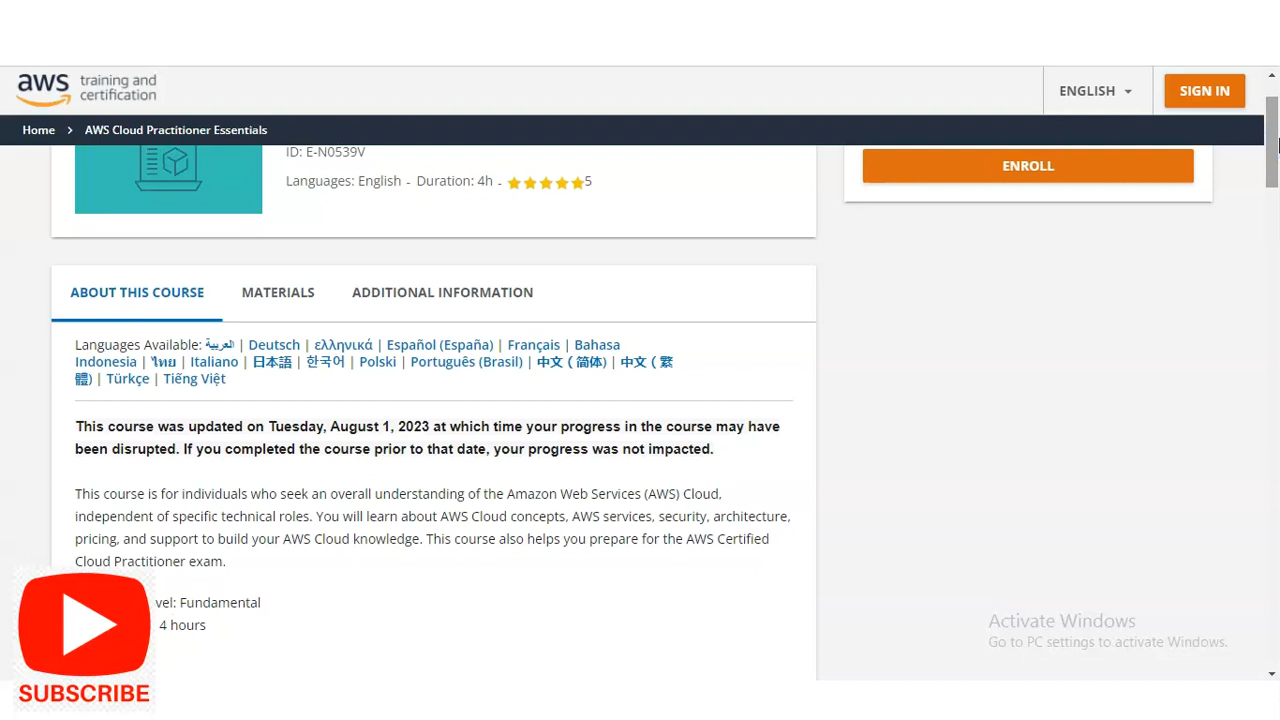 aws training and certification
ENGLISH
SIGN IN
Home > AWS Cloud Practitioner Essentials
ID: E-N0539V
Languages: English - Duration: 4h - 5
ENROLL
ABOUT THIS COURSE MATERIALS ADDITIONAL INFORMATION
Languages Available: العربية | Deutsch | ελληνικά | Español (España) | Français | Bahasa
Indonesia | ไทย | Italiano | 日本語 | 한국어 | Polski | Português (Brasil) | 中文（简体) | 中文（繁
體) | Türkçe | Tiếng Việt
This course was updated on Tuesday, August 1, 2023 at which time your progress in the course may have
been disrupted. If you completed the course prior to that date, your progress was not impacted.
This course is for individuals who seek an overall understanding of the Amazon Web Services (AWS) Cloud,
independent of specific technical roles. You will learn about AWS Cloud concepts, AWS services, security, architecture,
pricing, and support to build your AWS Cloud knowledge. This course also helps you prepare for the AWS Certified
Cloud Practitioner exam.
vel: Fundamental
4 hours
SUBSCRIBE
Activate Windows
Go to PC settings to activate Windows.